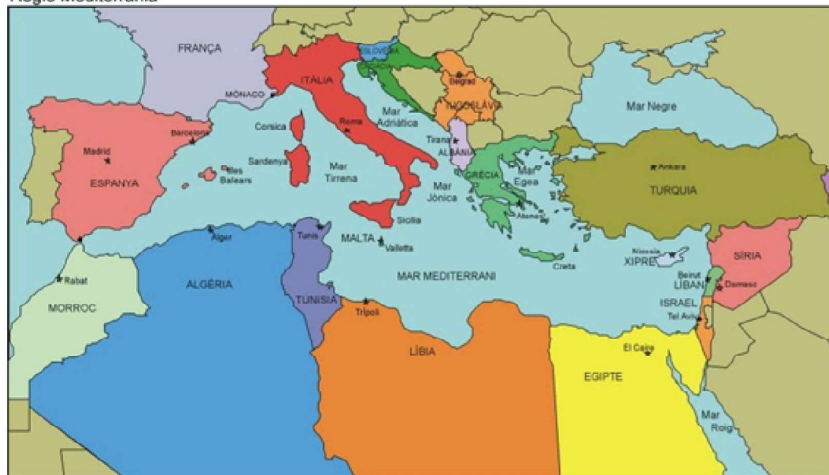 Regió Mediterrània
FRANÇA
ESLOVÈNIA
CROÀCIA
ITÀLIA
Belgrad
IUGOSLÀVIA
MÒNACO
Mar
Adriàtica
Mar Negre
Barcelona
Corsica
Roma
Tirana
ALBÀNIA
Madrid
Illes
Balears
Sardenya
Mar
Tirrena
GRÈCIA
Mar
Egea
Ankara
ESPANYA
Mar
Jònica
TURQUIA
Atenes
Sicilia
Alger
Tunis
MALTA
Valletta
Nicosia
XIPRE
SÍRIA
Creta
MAR MEDITERRANI
Beirut
LÍBAN
Damasc
Rabat
ALGÈRIA
TUNISIA
ISRAEL
Tel Aviv
MORROC
Trípoli
LÍBIA
El Caire
EGIPTE
Mar
Roig